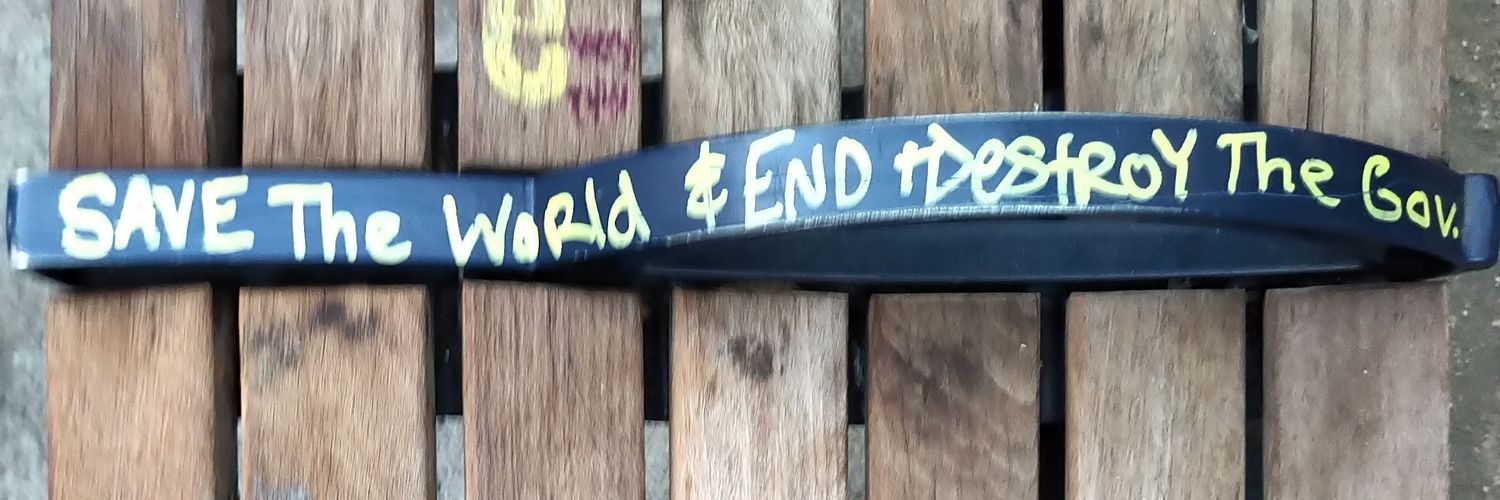 SAVE The WoRld & END +DestRoY The Gov.